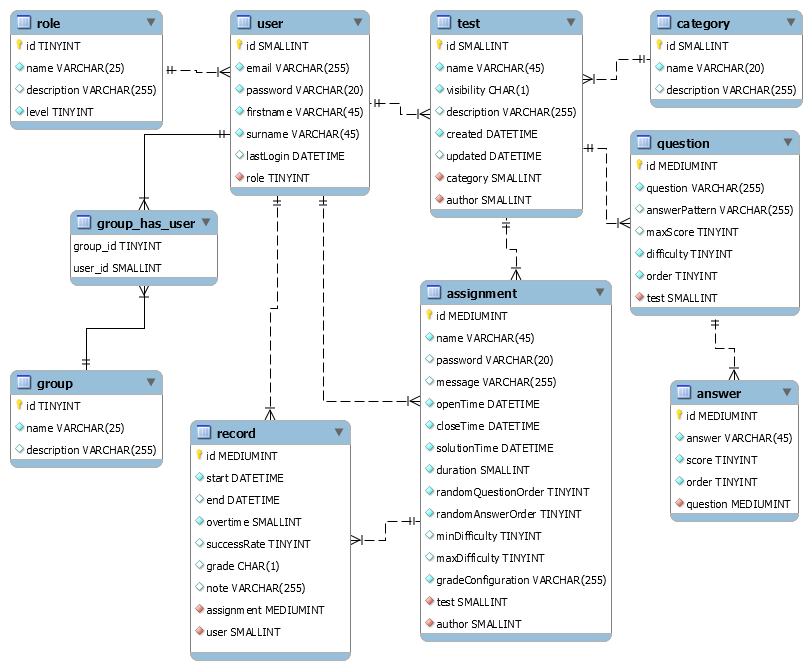 role
id TINYINT
name VARCHAR(25)
description VARCHAR(255)
level TINYINT
user
id SMALLINT
email VARCHAR(255)
password VARCHAR(20)
firstname VARCHAR(45)
surname VARCHAR(45)
lastLogin DATETIME
role TINYINT
test
id SMALLINT
name VARCHAR(45)
visibility CHAR(1)
description VARCHAR(255)
created DATETIME
updated DATETIME
category SMALLINT
author SMALLINT
category
id SMALLINT
name VARCHAR(20)
description VARCHAR(255)
question
id MEDIUMINT
question VARCHAR(255)
answerPattern VARCHAR(255)
maxScore TINYINT
difficulty TINYINT
order TINYINT
test SMALLINT
group_has_user
group_id TINYINT
user_id SMALLINT
assignment
id MEDIUMINT
name VARCHAR(45)
password VARCHAR(20)
message VARCHAR(255)
openTime DATETIME
closeTime DATETIME
solutionTime DATETIME
duration SMALLINT
randomQuestionOrder TINYINT
randomAnswerOrder TINYINT
minDifficulty TINYINT
maxDifficulty TINYINT
gradeConfiguration VARCHAR(255)
test SMALLINT
author SMALLINT
group
id TINYINT
name VARCHAR(25)
description VARCHAR(255)
answer
id MEDIUMINT
answer VARCHAR(45)
score TINYINT
order TINYINT
question MEDIUMINT
record
id MEDIUMINT
start DATETIME
end DATETIME
overtime SMALLINT
successRate TINYINT
grade CHAR(1)
note VARCHAR(255)
assignment MEDIUMINT
user SMALLINT